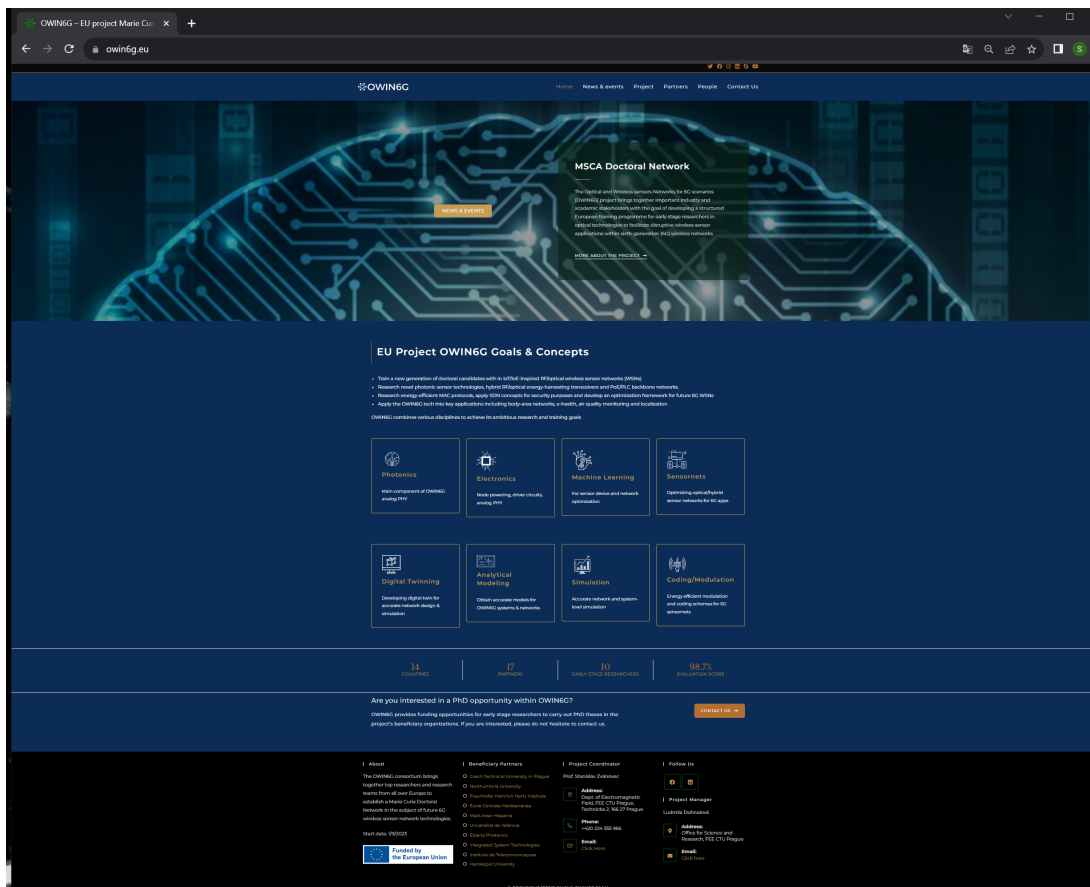 OWIN6G – EU project Marie Cur
owin6g.eu
S
OWIN6G
Home News & events Project Partners People Contact Us
NEWS & EVENTS
MSCA Doctoral Network
The Optical and Wireless sensors Networks for 6G scenarios
(OWIN6G) project brings together important industry and
academic stakeholders with the goal of developing a structured
European training programme for early stage researchers in
optical technologies to facilitate disruptive wireless sensor
applications within sixth-generation (6G) wireless networks.
MORE ABOUT THE PROJECT →
EU Project OWIN6G Goals & Concepts
• Train a new generation of doctoral candidates with in IoT/IoE-inspired RF/optical wireless sensor networks (WSNs)
• Research novel photonic sensor technologies, hybrid RF/optical energy-harvesting transceivers and PoE/PLC backbone networks.
• Research energy-efficient MAC protocols, apply SDN concepts for security purposes and develop an optimization framework for future 6G WSNs
• Apply the OWIN6G tech into key applications including body-area networks, e-health, air quality monitoring and localization
OWIN6G combines various disciplines to achieve its ambitious research and training goals
Photonics
Main component of OWIN6G
analog PHY
Electronics
Node powering, driver circuits,
analog PHY
Machine Learning
For sensor device and network
optimization
Sensornets
Optimizing optical/hybrid
sensor networks for 6G apps
Digital Twinning
Developing digital twin for
accurate network design &
simulation
Analytical
Modeling
Obtain accurate models for
OWIN6G systems & networks
Simulation
Accurate network and system-
level simulation
Coding/Modulation
Energy-efficient modulation
and coding schemes for 6G
sensornets
14
COUNTRIES
17
PARTNERS
10
EARLY STAGE RESEARCHERS
98.7%
EVALUATION SCORE
Are you interested in a PhD opportunity within OWIN6G?
OWIN6G provides funding opportunities for early stage researchers to carry out PhD theses in the
project's beneficiary organizations. If you are interested, please do not hesitate to contact us.
CONTACT US →
About
The OWIN6G consortium brings
together top researchers and research
teams from all over Europe to
establish a Marie Curie Doctoral
Network in the subject of future 6G
wireless sensor network technologies.
Start date: 1/9/2023
Funded by
the European Union
Beneficiary Partners
Czech Technical University in Prague
Northumbria University
Fraunhofer Heinrich Hertz Institute
École Centrale Méditerranée
MaxLinear Hispania
Universitat de Valencia
Eblana Photonics
Integrated System Technologies
Instituto de Telecomunicaçoes
Harokopio University
Project Coordinator
Prof. Stanislav Zvánovec
Address:
Dept. of Electromagnetic
Field, FEE CTU Prague,
Technicka 2, 166 27 Prague
Phone:
+420 224 355 966
Email:
Click Here
Follow Us
Project Manager
Ludmila Dohnalová
Address:
Office for Science and
Research, FEE CTU Prague
Email:
Click here